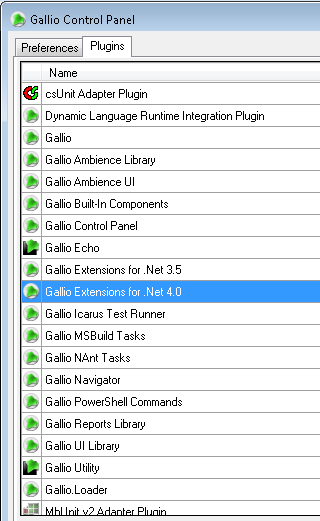 Gallio Control Panel
Preferences Plugins
Name
csUnit Adapter Plugin
Dynamic Language Runtime Integration Plugin
Gallio
Gallio Ambience Library
Gallio Ambience UI
Gallio Built-In Components
Gallio Control Panel
Gallio Echo
Gallio Extensions for .Net 3.5
Gallio Extensions for .Net 4.0
Gallio Icarus Test Runner
Gallio MSBuild Tasks
Gallio NAnt Tasks
Gallio Navigator
Gallio PowerShell Commands
Gallio Reports Library
Gallio UI Library
Gallio Utility
Gallio.Loader
MbUnit v2 Adapter Plugin